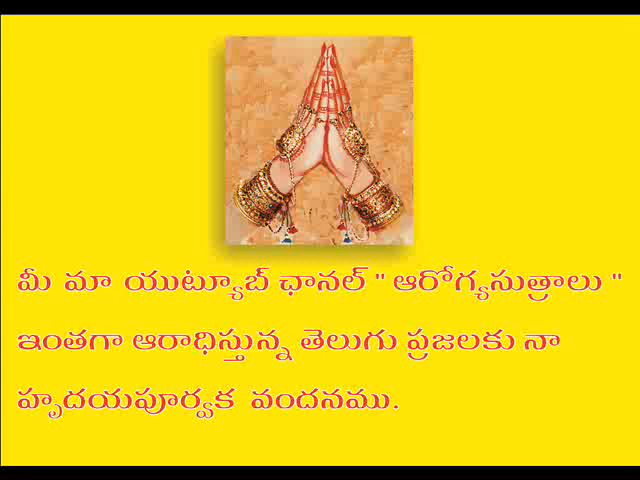 మీ మా యుట్యూబ్ ఛానల్ " ఆరోగ్యసుత్రాలు "
ఇంతగా ఆరాధిస్తున్న తెలుగు ప్రజలకు నా
హృదయపూర్వక వందనము.